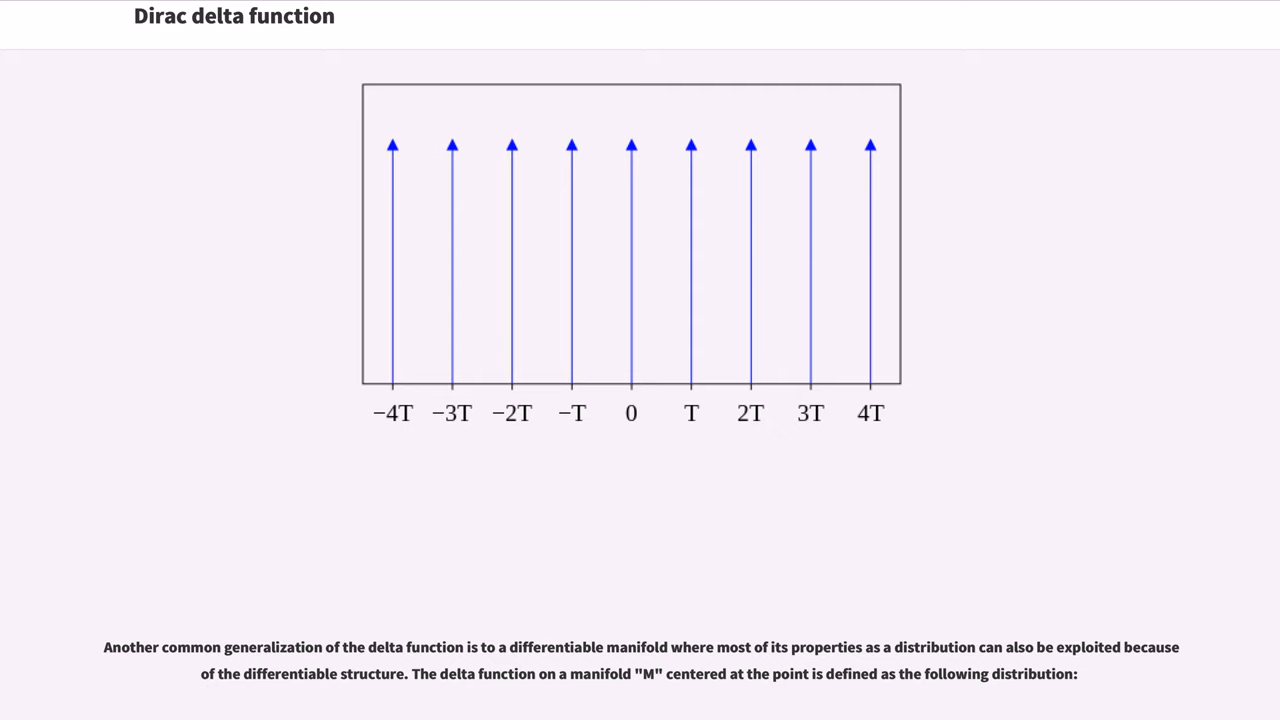 Dirac delta function
−4T −3T −2T −T 0 T 2T 3T 4T
Another common generalization of the delta function is to a differentiable manifold where most of its properties as a distribution can also be exploited because
of the differentiable structure. The delta function on a manifold "M" centered at the point is defined as the following distribution: